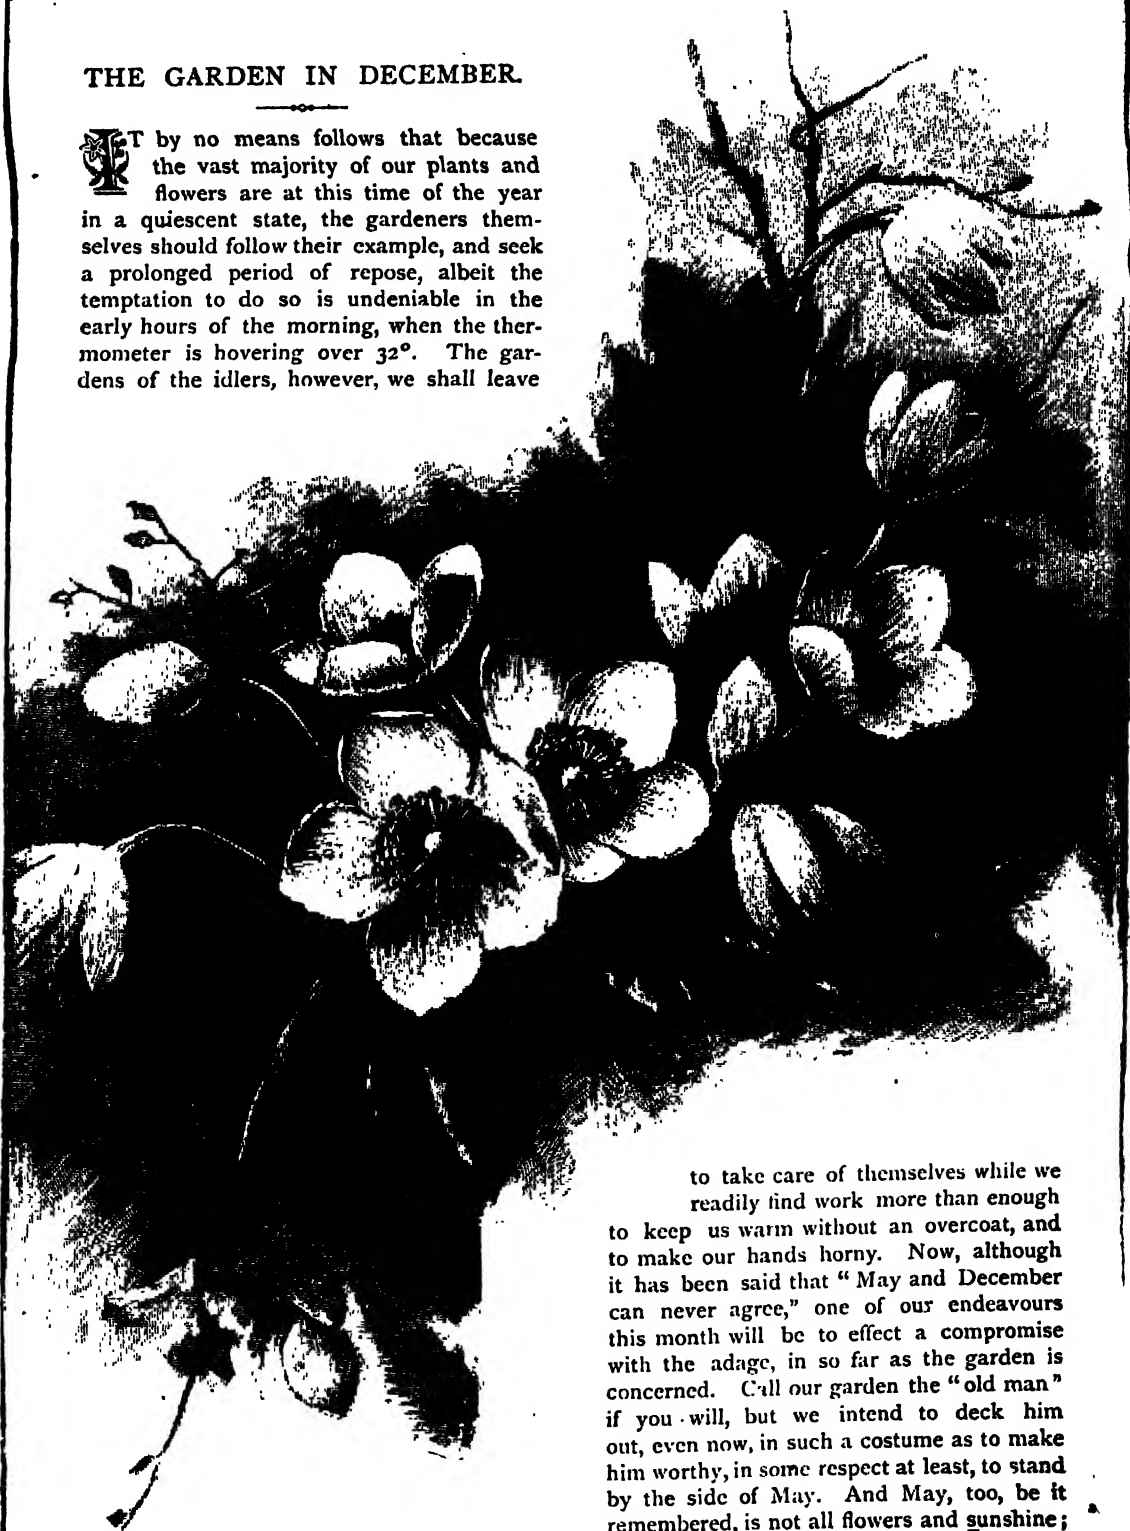 THE GARDEN IN DECEMBER.
IT by no means follows that because
the vast majority of our plants and
flowers are at this time of the year
in a quiescent state, the gardeners them-
selves should follow their example, and seek
a prolonged period of repose, albeit the
temptation to do so is undeniable in the
early hours of the morning, when the ther-
mometer is hovering over 32°. The gar-
dens of the idlers, however, we shall leave
to take care of themselves while we
readily find work more than enough
to keep us warm without an overcoat, and
to make our hands horny. Now, although
it has been said that “May and December
can never agree,” one of our endeavours
this month will be to effect a compromise
with the adage, in so far as the garden is
concerned. Call our garden the “old man”
if you will, but we intend to deck him
out, even now, in such a costume as to make
him worthy, in some respect at least, to stand
by the side of May. And May, too, be it
remembered, is not all flowers and sunshine;